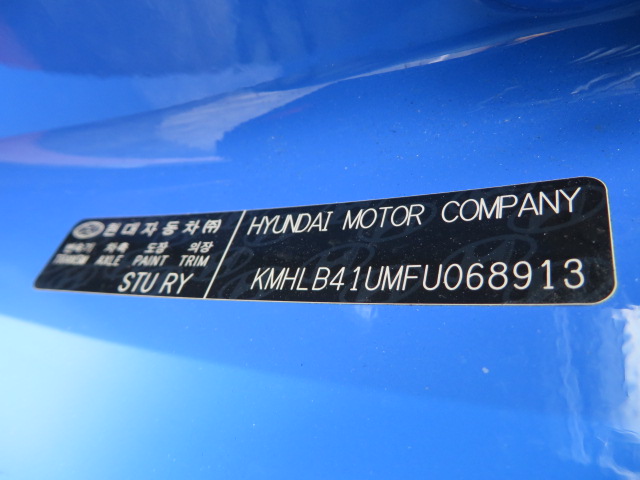 현대자동차(주)
변속기 차축 도장 의장
TRANSM AXLE PAINT TRIM
STU RY
HYUNDAI MOTOR COMPANY
KMHLB41UMFU068913